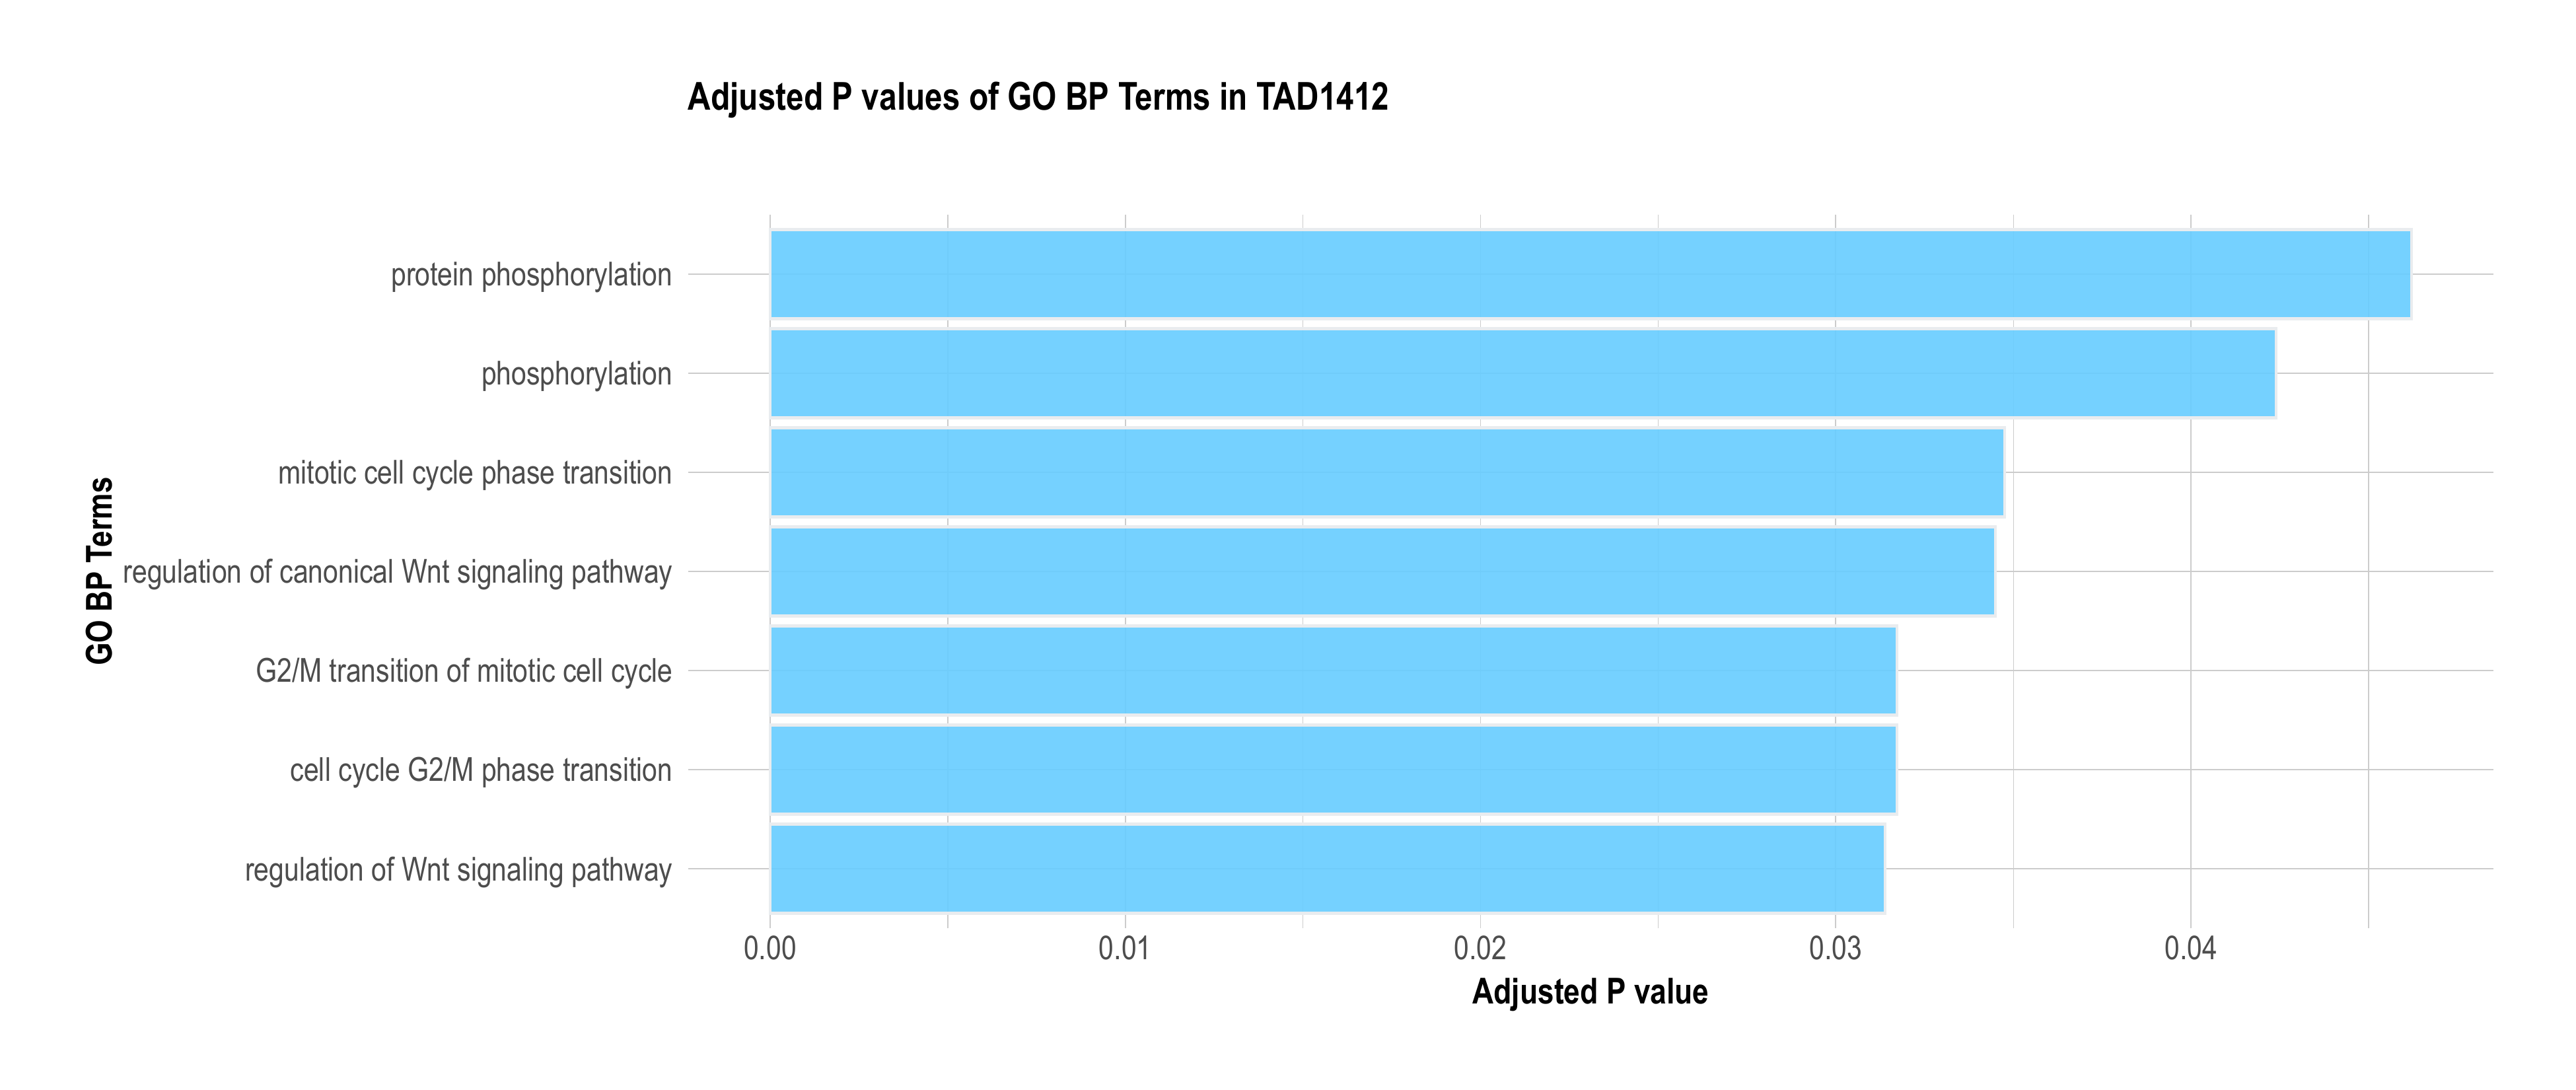 Adjusted P values of GO BP Terms in TAD1412
GO BP Terms
protein phosphorylation
phosphorylation
mitotic cell cycle phase transition
regulation of canonical Wnt signaling pathway
G2/M transition of mitotic cell cycle
cell cycle G2/M phase transition
regulation of Wnt signaling pathway
0.00 0.01 0.02 0.03 0.04
Adjusted P value